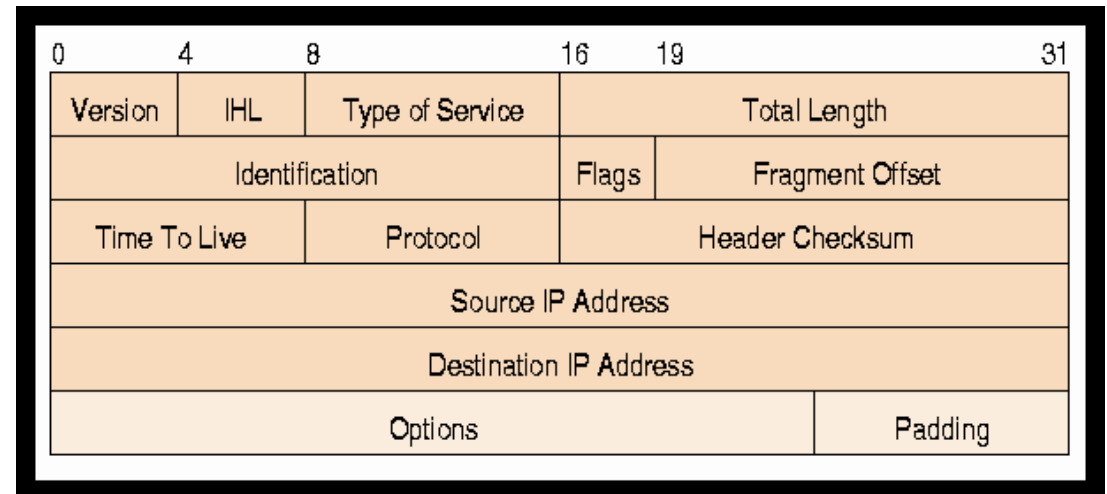 0 4 8 16 19 31
Version IHL Type of Service Total Length
Identification Flags Fragment Offset
Time To Live Protocol Header Checksum
Source IP Address
Destination IP Address
Options Padding